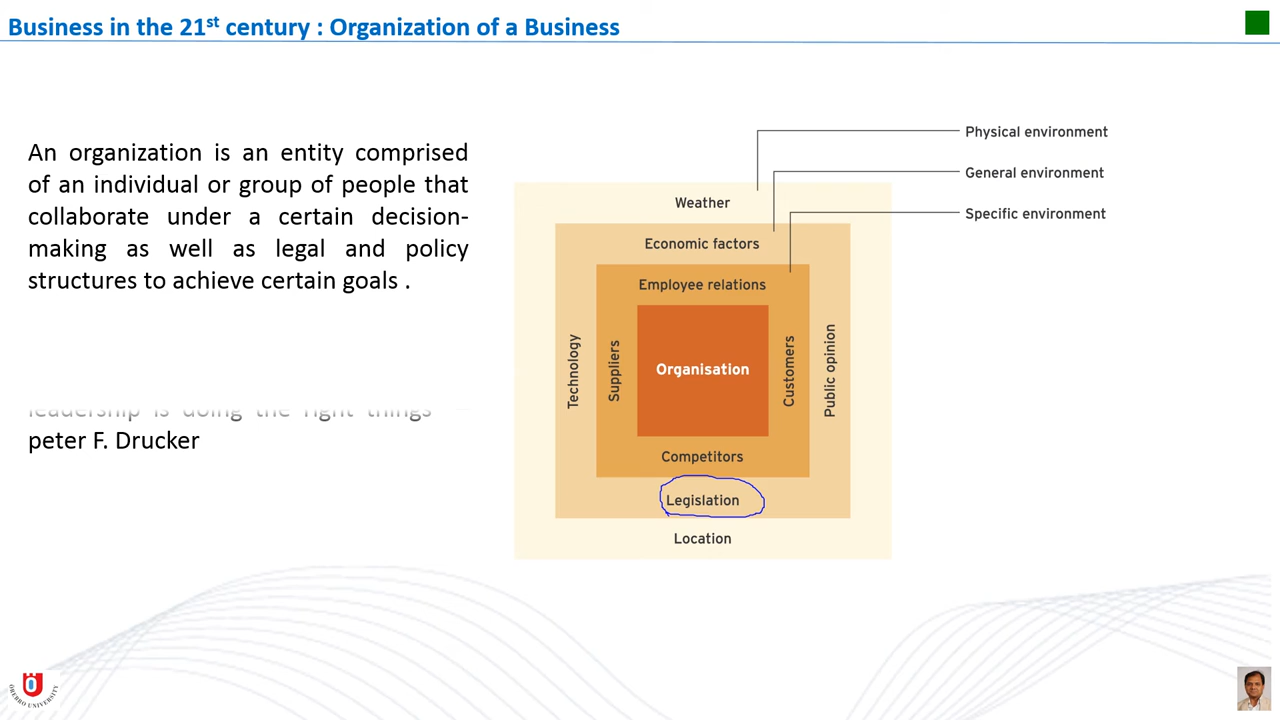 Business in the 21st century : Organization of a Business
An organization is an entity comprised
of an individual or group of people that
collaborate under a certain decision-
making as well as legal and policy
structures to achieve certain goals .
leadership is doing the right things
peter F. Drucker
Physical environment
General environment
Specific environment
Weather
Economic factors
Employee relations
Technology
Suppliers
Organisation
Customers
Public opinion
Competitors
Legislation
Location
ÖREBRO UNIVERSITY